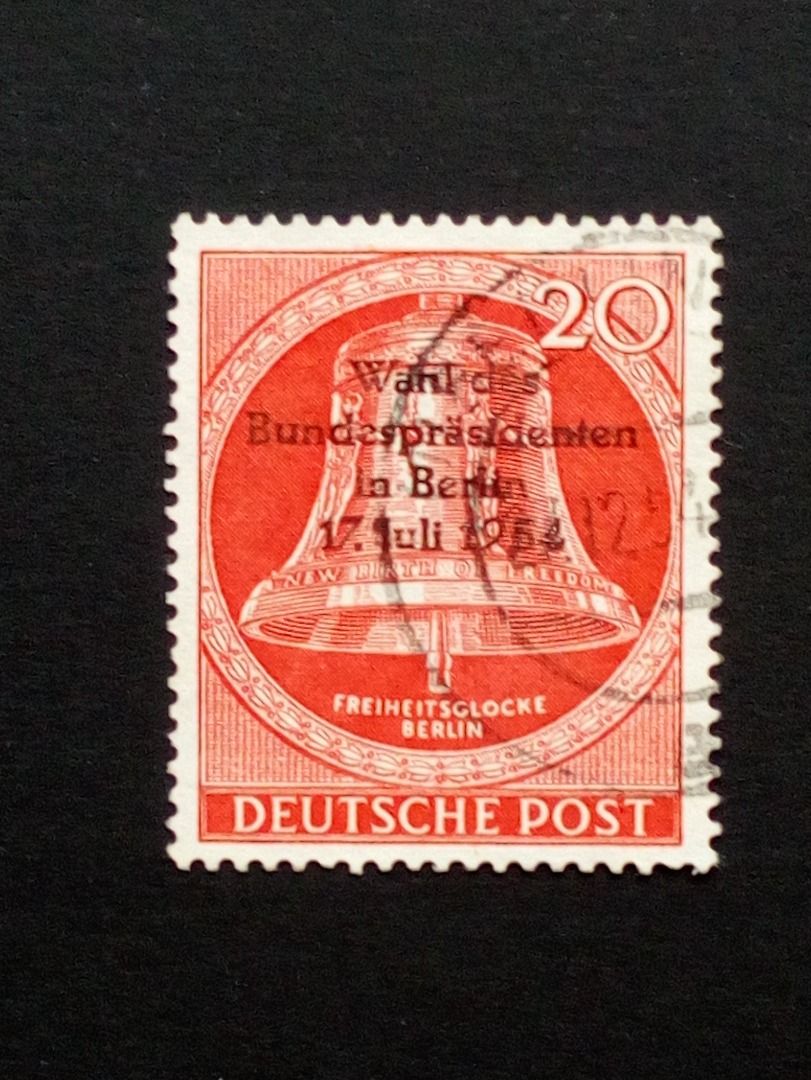 20
Wahl des
Bundespräsidenten
in Berlin
17. Juli 1954
NEW BIRTH OF FREEDOM
FREIHEITSGLOCKE
BERLIN
DEUTSCHE POST